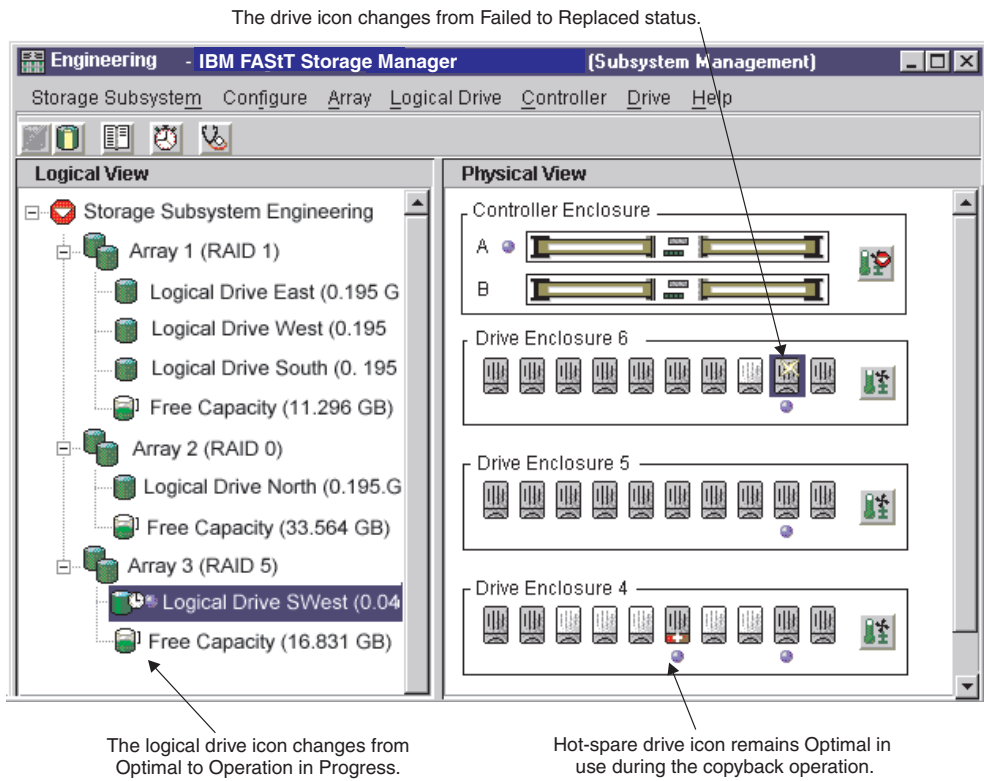 The drive icon changes from Failed to Replaced status.
Engineering - IBM FAStT Storage Manager (Subsystem Management)
Storage Subsystem Configure Array Logical Drive Controller Drive Help
Logical View
Storage Subsystem Engineering
Array 1 (RAID 1)
Logical Drive East (0.195 G
Logical Drive West (0.195
Logical Drive South (0. 195
Free Capacity (11.296 GB)
Array 2 (RAID 0)
Logical Drive North (0.195.G
Free Capacity (33.564 GB)
Array 3 (RAID 5)
Logical Drive SWest (0.04
Free Capacity (16.831 GB)
Physical View
Controller Enclosure
A
B
Drive Enclosure 6
Drive Enclosure 5
Drive Enclosure 4
The logical drive icon changes from
Optimal to Operation in Progress.
Hot-spare drive icon remains Optimal in
use during the copyback operation.